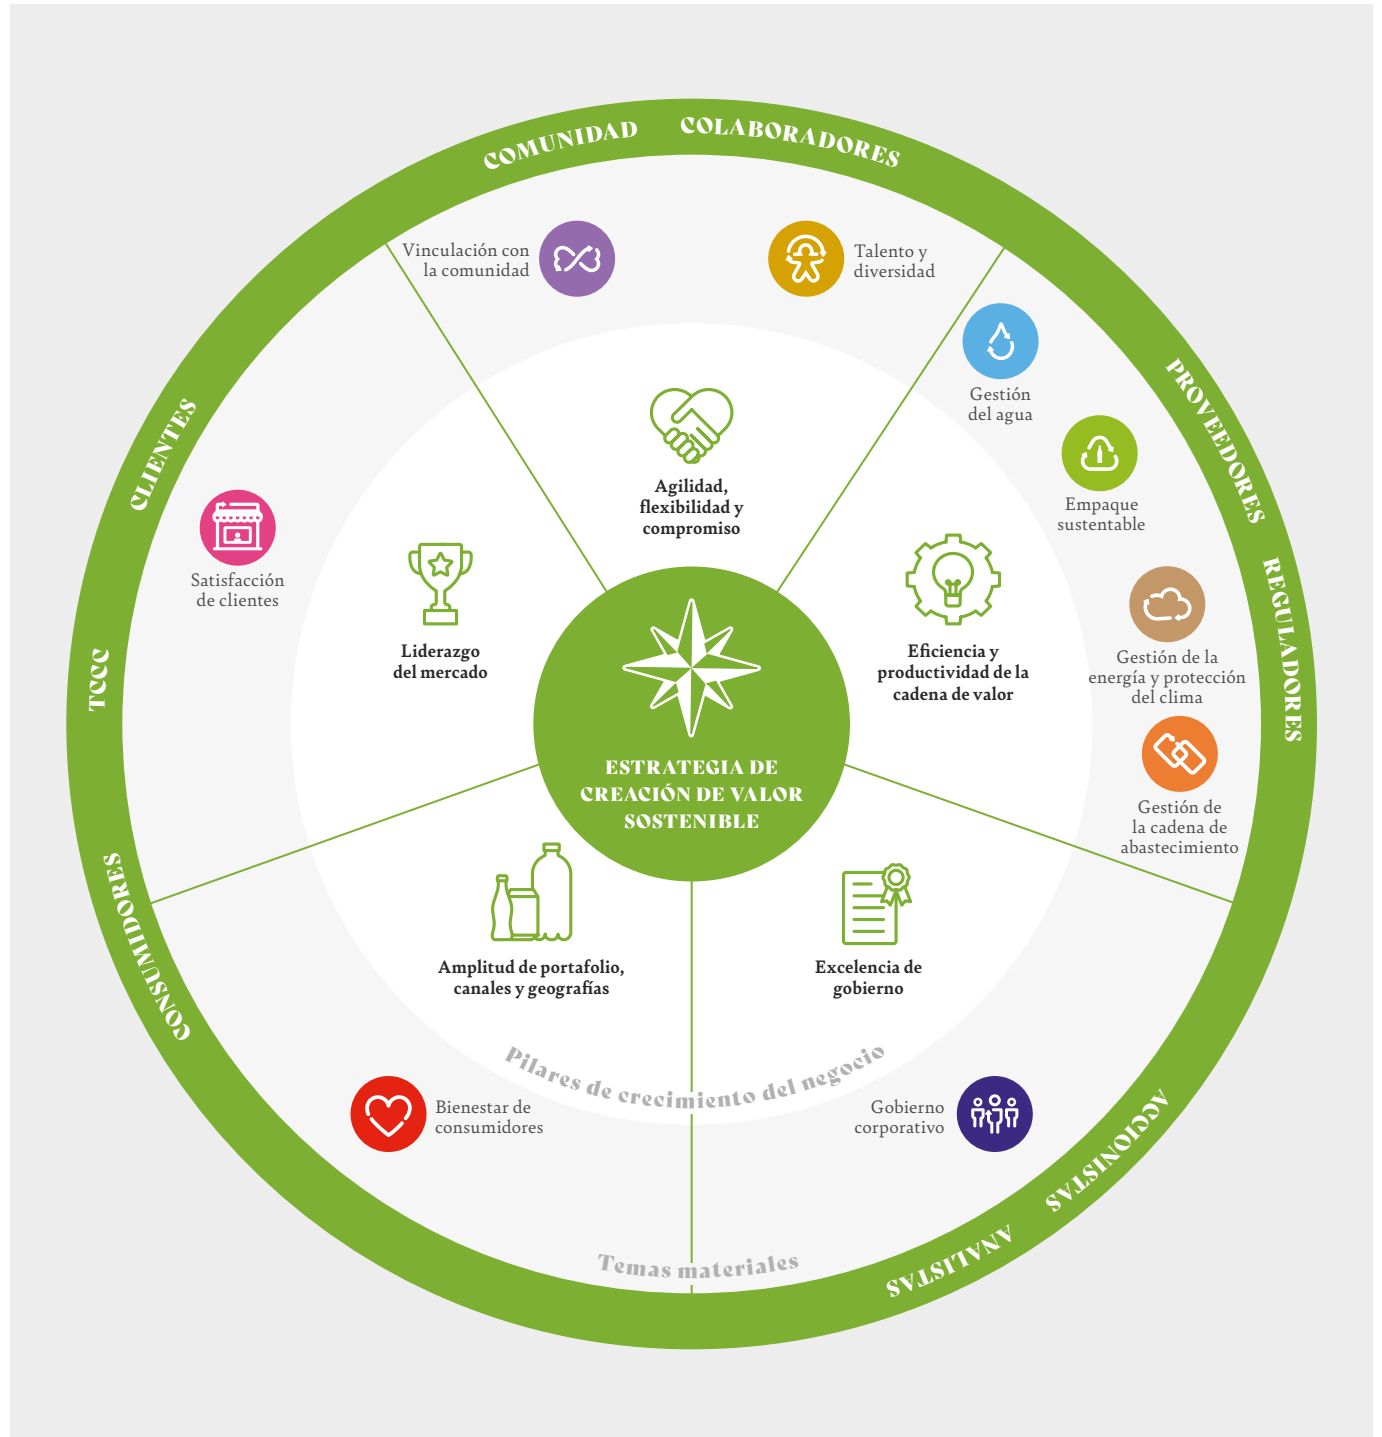 COMUNIDAD
COLABORADORES
PROVEEDORES
REGULADORES
ACCIONISTAS
ANALISTAS
CONSUMIDORES
TCCC
CLIENTES
Vinculación con
la comunidad
Talento y
diversidad
Gestión
del agua
Empaque
sustentable
Gestión de la
energía y protección
del clima
Gestión de
la cadena de
abastecimiento
Gobierno
corporativo
Bienestar de
consumidores
Satisfacción
de clientes
Agilidad,
flexibilidad y
compromiso
Eficiencia y
productividad de la
cadena de valor
Excelencia de
gobierno
Amplitud de portafolio,
canales y geografías
Liderazgo
del mercado
ESTRATEGIA DE
CREACIÓN DE VALOR
SOSTENIBLE
Pilares de crecimiento del negocio
Temas materiales